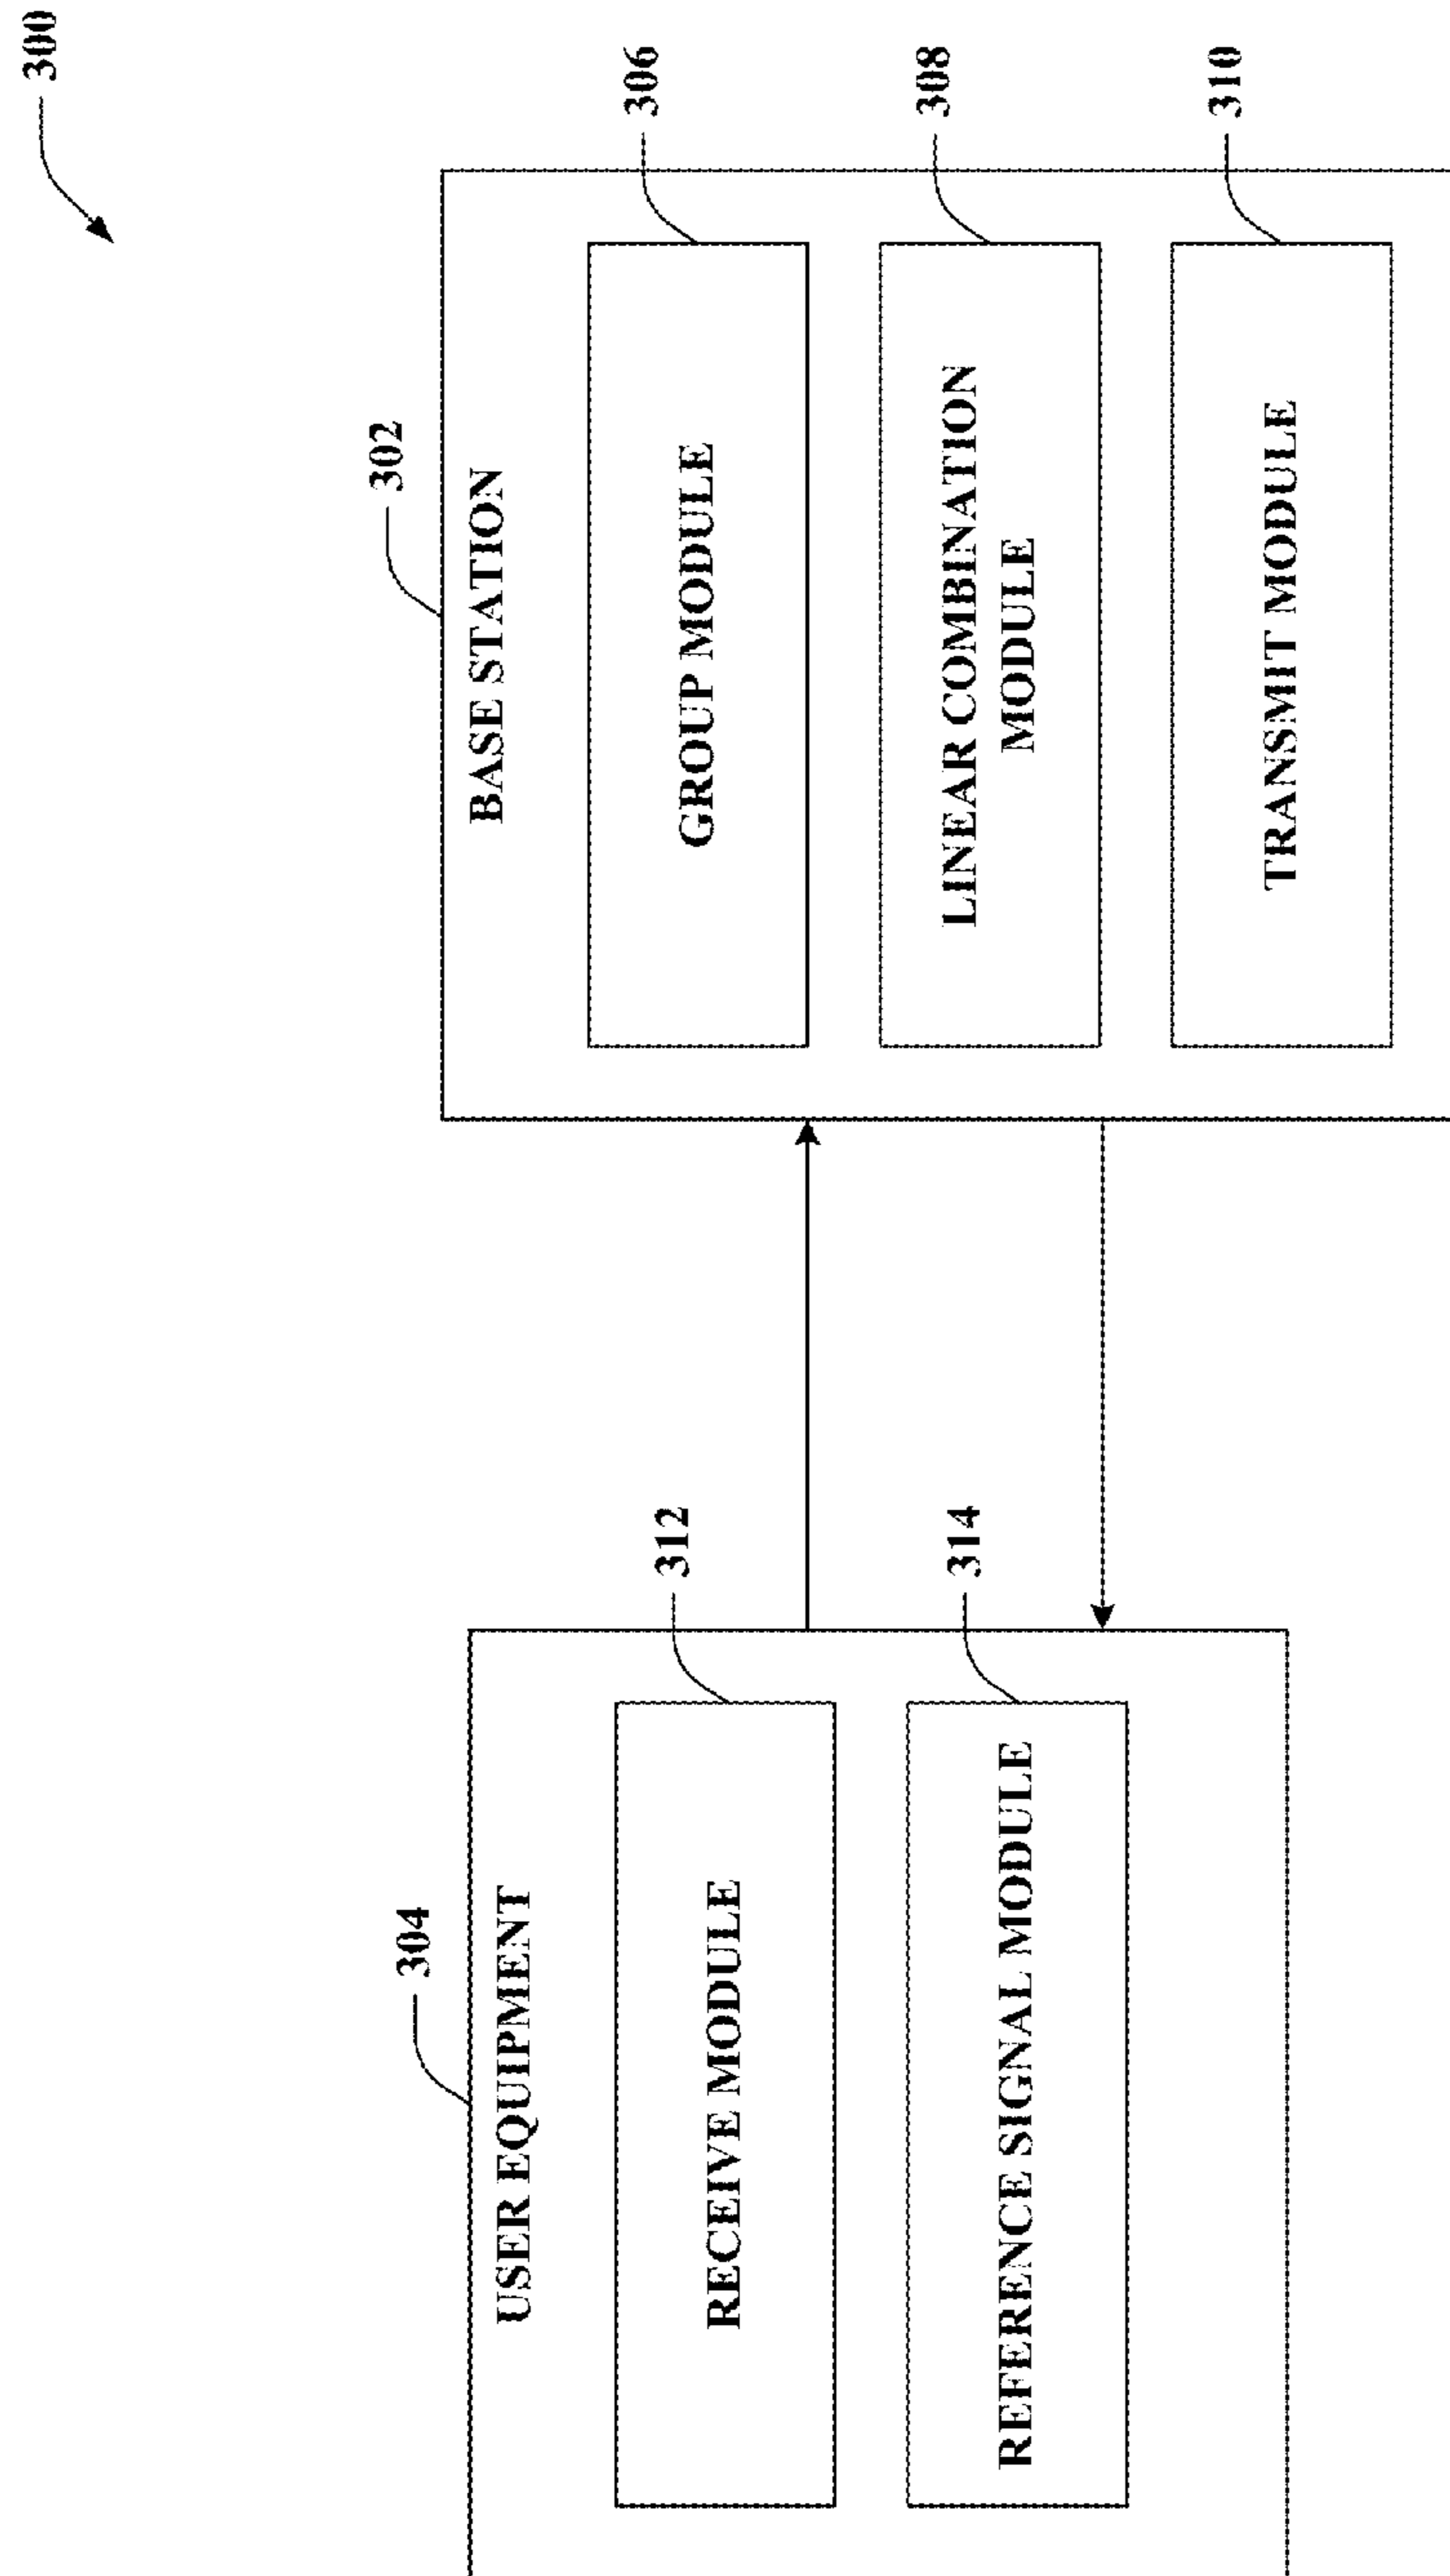 300
304
USER EQUIPMENT
312
RECEIVE MODULE
314
REFERENCE SIGNAL MODULE
302
BASE STATION
306
GROUP MODULE
308
LINEAR COMBINATION
MODULE
310
TRANSMIT MODULE